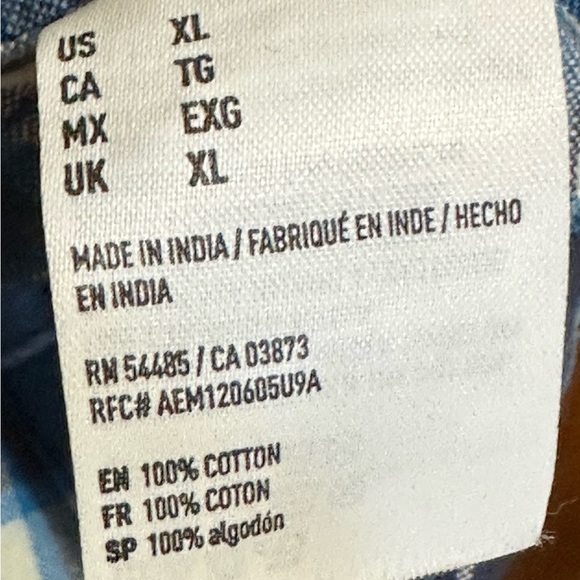 US XL
CA TG
MX EXG
UK XL
MADE IN INDIA / FABRIQUÉ EN INDE / HECHO
EN INDIA
RM 54485 / CA 03873
RFC# AEM120605U9A
EN 100% COTTON
FR 100% COTON
SP 100% algodón